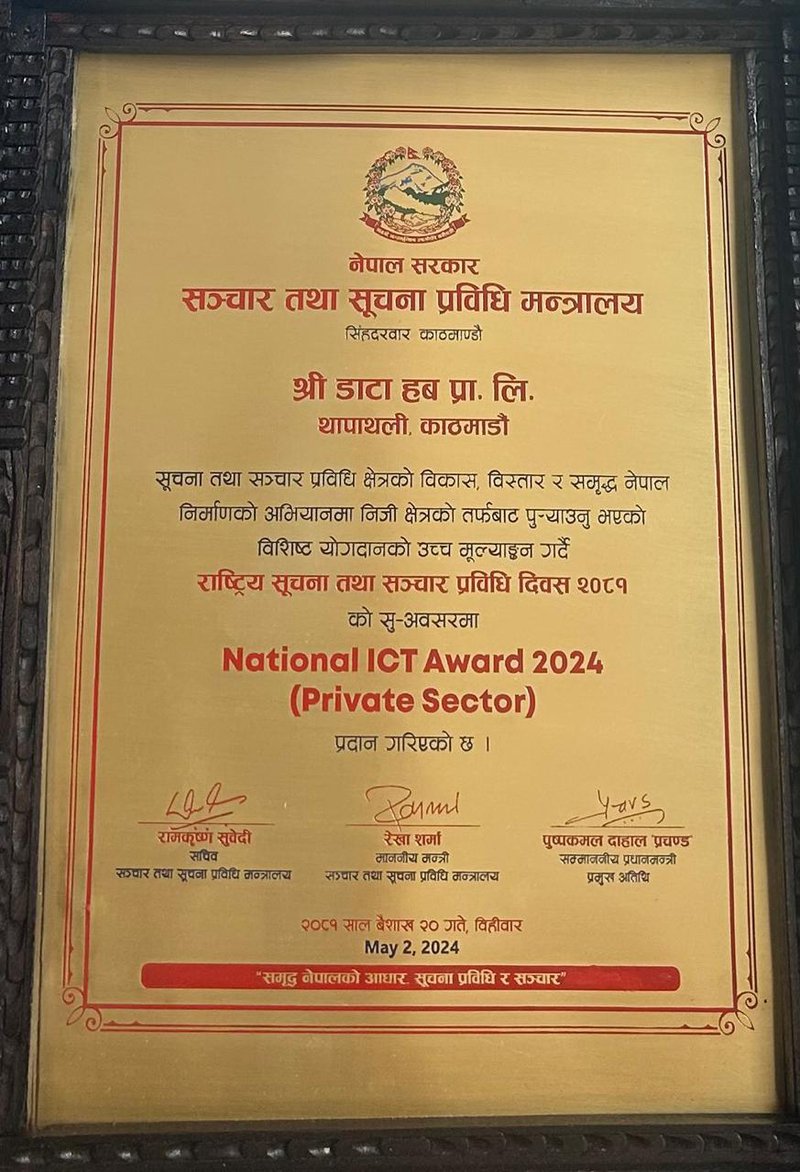 नेपाल सरकार
सञ्चार तथा सूचना प्रविधि मन्त्रालय
सिंहदरवार काठमाण्डौ
श्री डाटा हब प्रा. लि.
थापाथली, काठमाडौं
सूचना तथा सञ्चार प्रविधि क्षेत्रको विकास, विस्तार र समृद्ध नेपाल
निर्माणको अभियानमा निजी क्षेत्रको तर्फबाट पुऱ्याउनु भएको
विशिष्ट योगदानको उच्च मूल्याङ्कन गर्दै
राष्ट्रिय सूचना तथा सञ्चार प्रविधि दिवस २०८१
को सु-अवसरमा
National ICT Award 2024
(Private Sector)
प्रदान गरिएको छ ।
रामकृष्ण सुवेदी
सचिव
सञ्चार तथा सूचना प्रविधि मन्त्रालय
रेखा शर्मा
माननीय मन्त्री
सञ्चार तथा सूचना प्रविधि मन्त्रालय
पुष्पकमल दाहाल 'प्रचण्ड'
सम्माननीय प्रधानमन्त्री
प्रमुख अतिथि
२०८१ साल बैशाख २० गते, विहीवार
May 2, 2024
"समृद्ध नेपालको आधार, सूचना प्रविधि र सञ्चार"